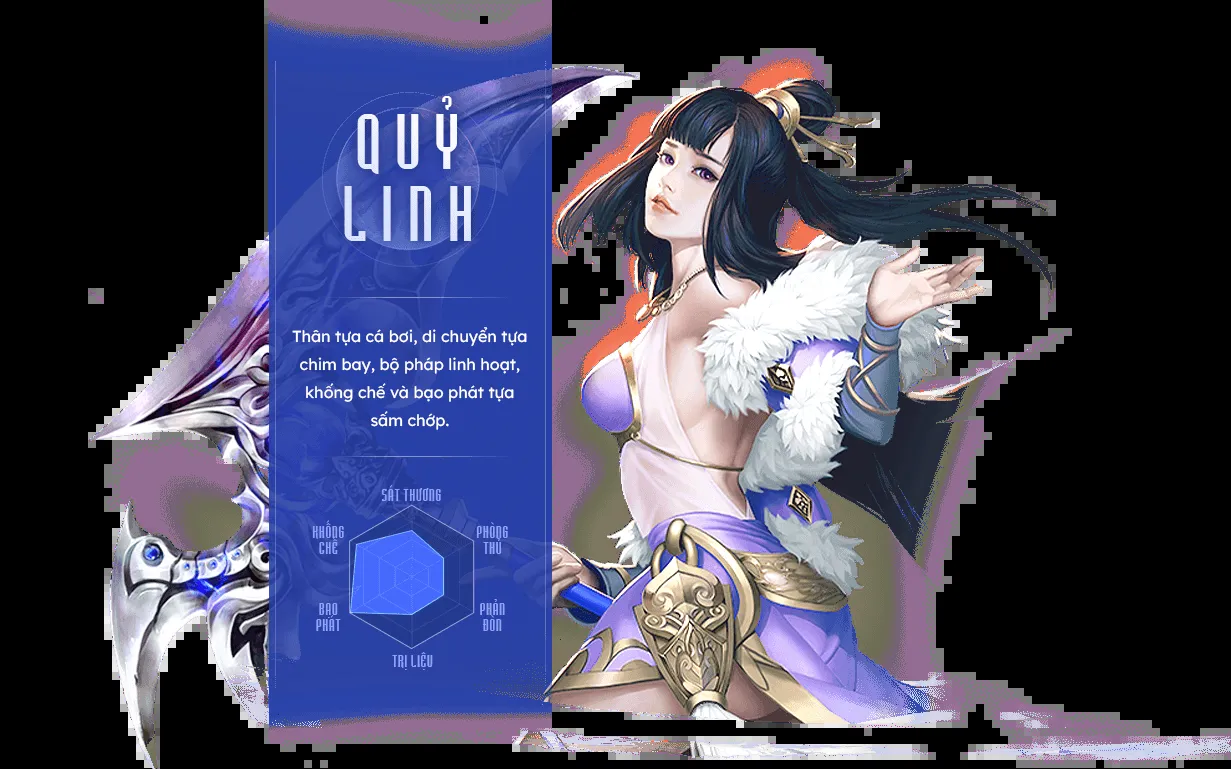 QUỶ
LINH
Thân tựa cá bơi, di chuyển tựa
chim bay, bộ pháp linh hoạt,
khống chế và bạo phát tựa
sấm chớp.
SÁT THƯƠNG
KHỐNG
CHẾ
PHÒNG
THỦ
BẠO
PHÁT
PHẢN
ĐÒN
TRỊ LIỆU